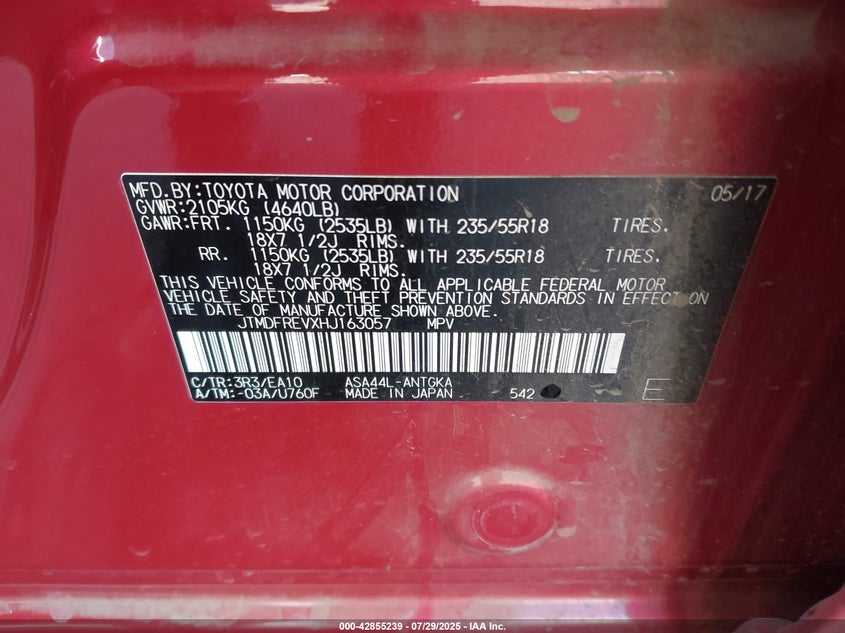 MFD.BY:TOYOTA MOTOR CORPORATION 05/17
GVWR:2105KG (4640LB)
GAWR:FRT. 1150KG (2535LB) WITH 235/55R18 TIRES,
18X7 1/2J RIMS.
RR. 1150KG (2535LB) WITH 235/55R18 TIRES,
18X7 1/2J RIMS.
THIS VEHICLE CONFORMS TO ALL APPLICABLE FEDERAL MOTOR
VEHICLE SAFETY AND THEFT PREVENTION STANDARDS IN EFFECT ON
THE DATE OF MANUFACTURE SHOWN ABOVE.
JTMDFREVXHJ163057 MPV
C/TR:3R3/EA10 ASA44L-ANTGKA
A/TM:-03A/U760F MADE IN JAPAN 542 E
000-42855239 - 07/29/2025 - IAA Inc.